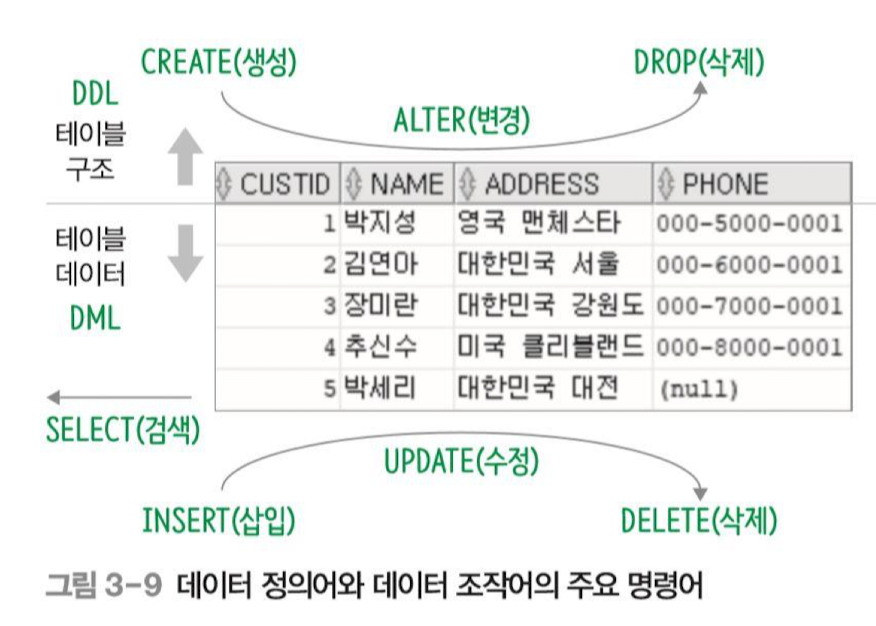 CREATE(생성)
DROP(삭제)
DDL
ALTER(변경)
테이블
구조
CUSTID NAME ADDRESS PHONE
1 박지성 영국 맨체스타 000-5000-0001
테이블
데이터
2 김연아 대한민국 서울 000-6000-0001
3 장미란 대한민국 강원도 000-7000-0001
DML
4 추신수 미국 클리블랜드 000-8000-0001
5 박세리 대한민국 대전 (null)
SELECT(검색)
UPDATE(수정)
INSERT(삽입)
DELETE(삭제)
그림 3-9 데이터 정의어와 데이터 조작어의 주요 명령어